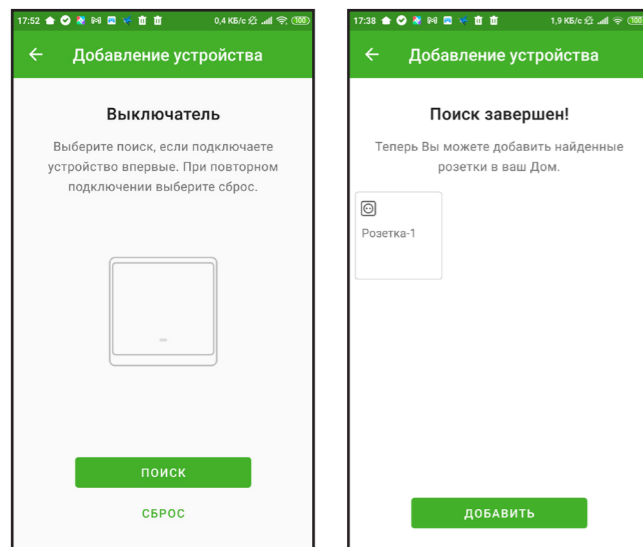 17:52
0,4 КБ/с
100
Добавление устройства
Выключатель
Выберите поиск, если подключаете
устройство впервые. При повторном
подключении выберите сброс.
ПОИСК
СБРОС
17:38
1,9 КБ/с
100
Добавление устройства
Поиск завершен!
Теперь Вы можете добавить найденные
розетки в ваш Дом.
Розетка-1
ДОБАВИТЬ